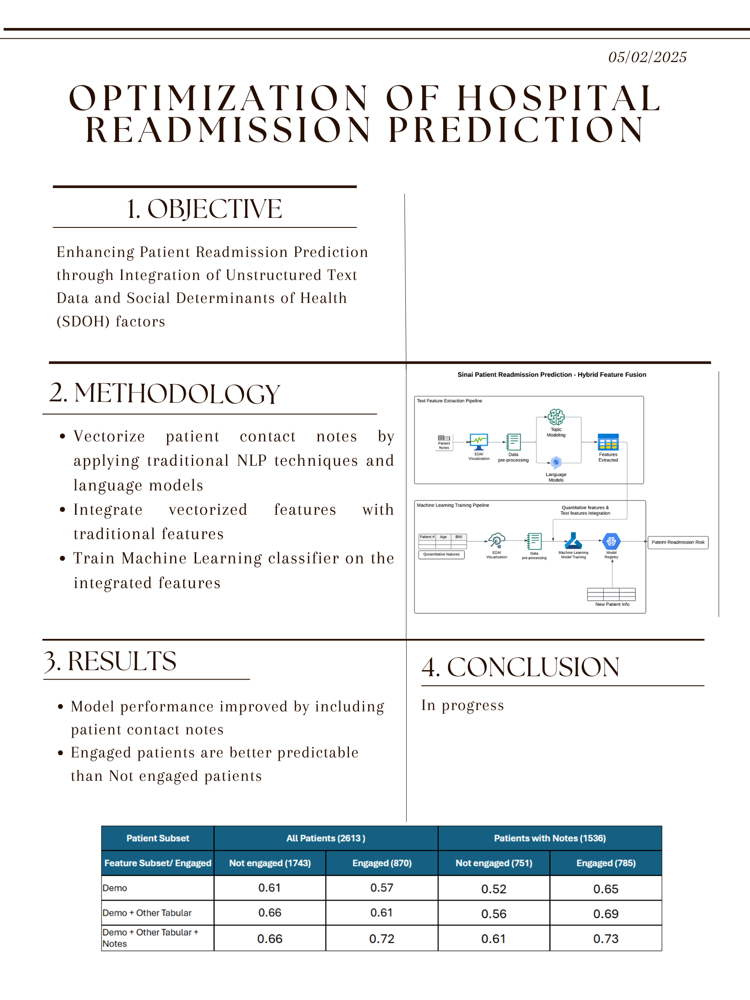 05/02/2025
OPTIMIZATION OF HOSPITAL
READMISSION PREDICTION
1. OBJECTIVE
Enhancing Patient Readmission Prediction
through Integration of Unstructured Text
Data and Social Determinants of Health
(SDOH) factors
2. METHODOLOGY
• Vectorize patient contact notes by
applying traditional NLP techniques and
language models
• Integrate vectorized features with
traditional features
• Train Machine Learning classifier on the
integrated features
Sinai Patient Readmission Prediction - Hybrid Feature Fusion
Text Feature Extraction Pipeline
Patient
Notes
EDA/
Visualization
Data
pre-processing
Topic
Modeling
Language
Models
Features
Extracted
Machine Learning Training Pipeline
Quantitative features &
Text features Integration
Patient # Age BMI
Qunantitative features
EDA/
Visualization
Data
pre-processing
Machine Learning
Model Training
Model
Registry
Pateint Readmission Risk
New Patient Info
3. RESULTS
• Model performance improved by including
patient contact notes
• Engaged patients are better predictable
than Not engaged patients
4. CONCLUSION
In progress
Patient Subset All Patients (2613 ) Patients with Notes (1536)
Feature Subset/ Engaged Not engaged (1743) Engaged (870) Not engaged (751) Engaged (785)
Demo 0.61 0.57 0.52 0.65
Demo + Other Tabular 0.66 0.61 0.56 0.69
Demo + Other Tabular +
Notes 0.66 0.72 0.61 0.73